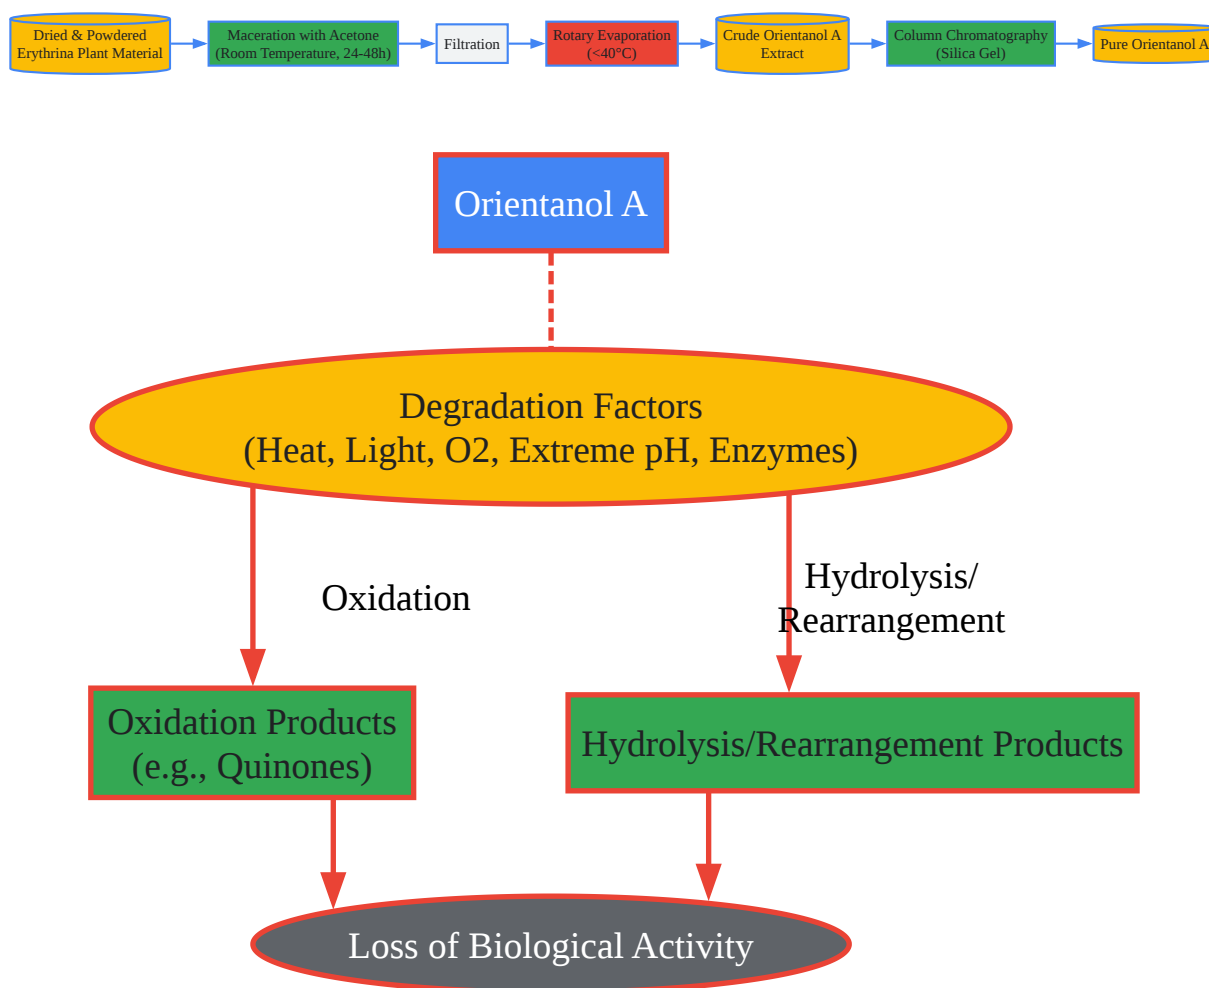 Dried & Powdered
Erythrina Plant Material
Maceration with Acetone
(Room Temperature, 24-48h)
Filtration
Rotary Evaporation
(<40°C)
Crude Orientanol A
Extract
Column Chromatography
(Silica Gel)
Pure Orientanol A
Orientanol A
Degradation Factors
(Heat, Light, O2, Extreme pH, Enzymes)
Oxidation
Hydrolysis/
Rearrangement
Oxidation Products
(e.g., Quinones)
Hydrolysis/Rearrangement Products
Loss of Biological Activity